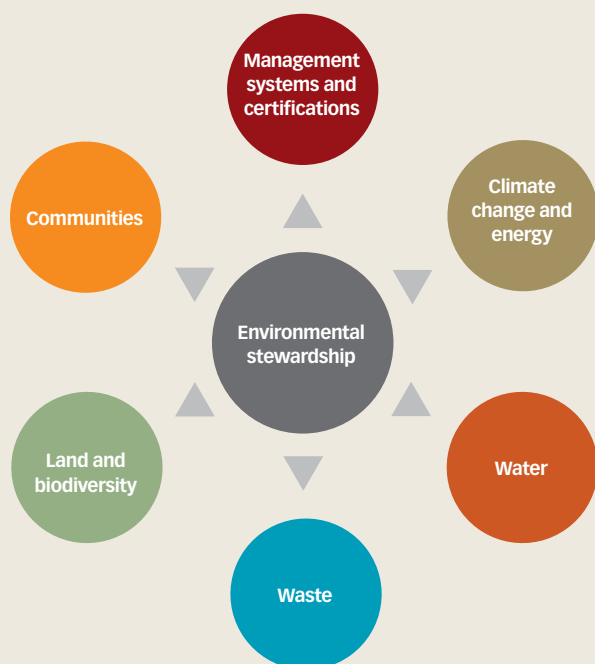 Management
systems and
certifications
Communities
Climate
change and
energy
Environmental
stewardship
Land and
biodiversity
Water
Waste